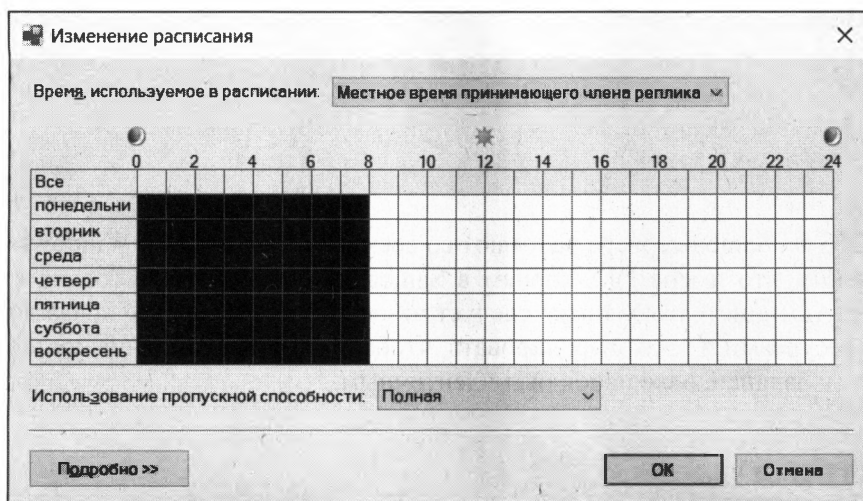 Изменение расписания
Время, используемое в расписании: Местное время принимающего члена реплика
0 2 4 6 8 10 12 14 16 18 20 22 24
Все
понедельни
вторник
среда
четверг
пятница
суббота
воскресень
Использование пропускной способности: Полная
Подробно >> ОК Отмена